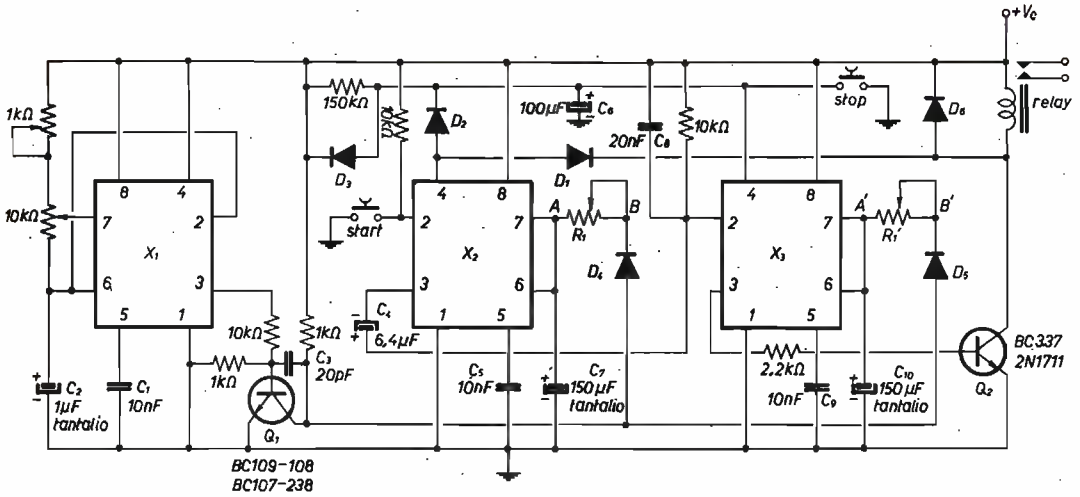 +Vc
1kΩ
150kΩ
10kΩ
D2
100μF
+
-
C6
20nF
C8
10kΩ
stop
D6
relay
D3
D1
10kΩ
8
4
7
2
X1
6
3
5
1
start
4
8
2
7
X2
3
6
1
5
A
R1
B
D4
4
8
2
7
X3
3
6
1
5
A'
R1'
B'
D5
-
C4
+
6,4μF
10kΩ
1kΩ
1kΩ
C3
20pF
+
-
C2
1μF
tantalio
C1
10nF
Q1
BC109-108
BC107-238
C5
10nF
+
-
C7
150μF
tantalio
2,2kΩ
10nF
C9
+
-
C10
150μF
tantalio
BC337
2N1711
Q2